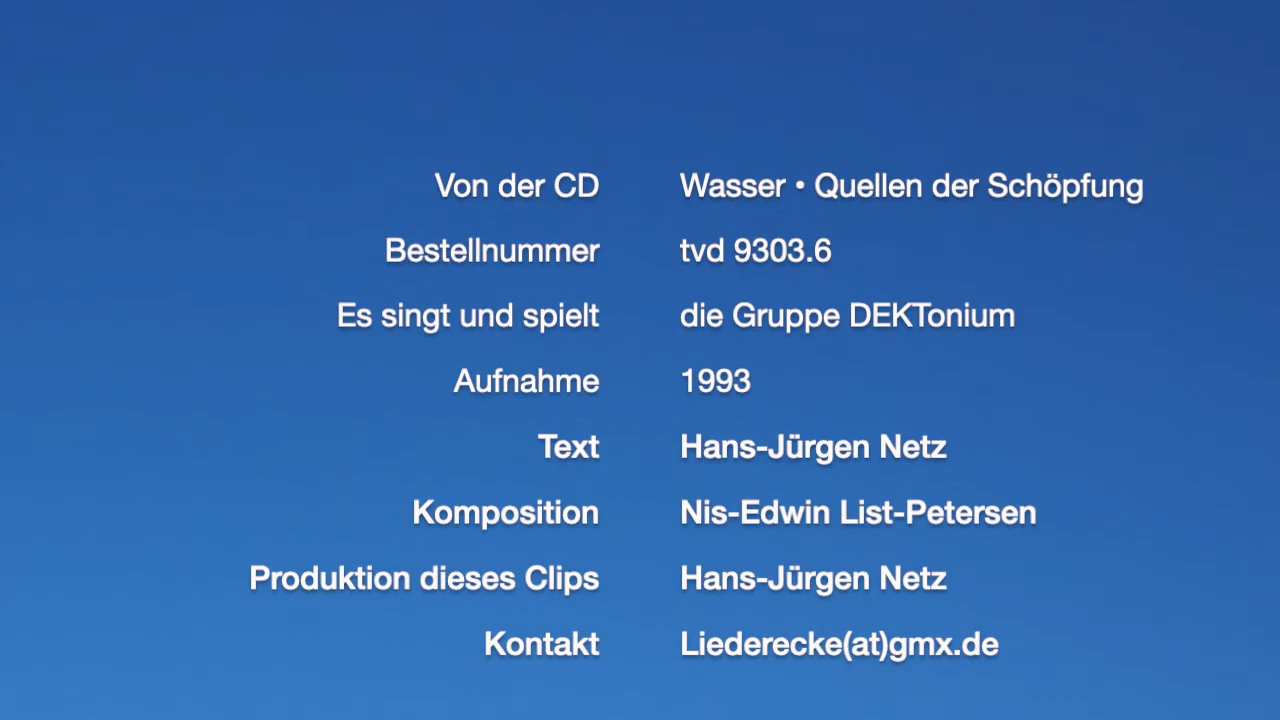 Von der CD Wasser • Quellen der Schöpfung
Bestellnummer tvd 9303.6
Es singt und spielt die Gruppe DEKTonium
Aufnahme 1993
Text Hans-Jürgen Netz
Komposition Nis-Edwin List-Petersen
Produktion dieses Clips Hans-Jürgen Netz
Kontakt Liederecke(at)gmx.de